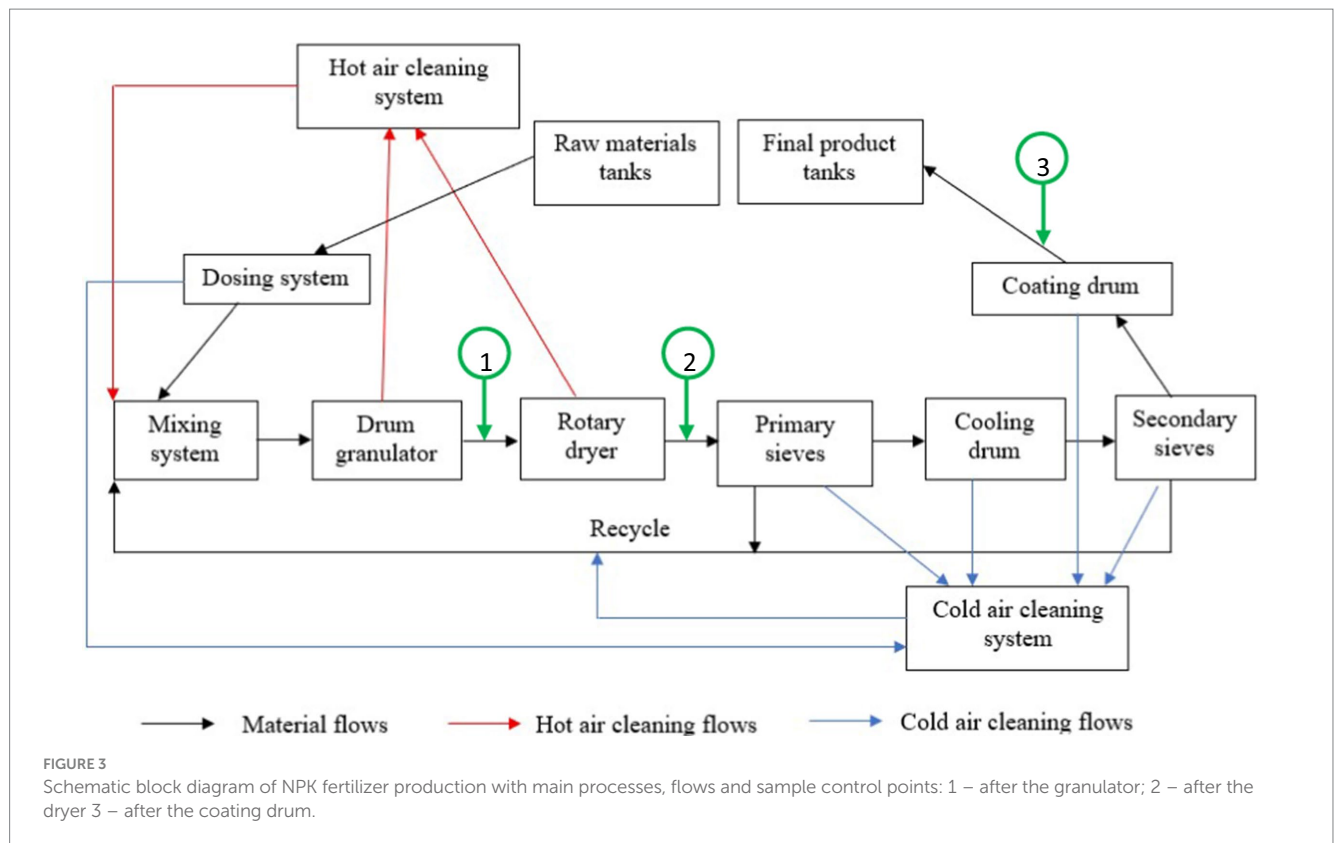 Hot air cleaning
system
Raw materials
tanks
Final product
tanks
3
Dosing system
Coating drum
1
2
Mixing
system
Drum
granulator
Rotary
dryer
Primary
sieves
Cooling
drum
Secondary
sieves
Recycle
Cold air cleaning
system
Material flows
Hot air cleaning flows
Cold air cleaning flows
FIGURE 3
Schematic block diagram of NPK fertilizer production with main processes, flows and sample control points: 1 – after the granulator; 2 – after the
dryer 3 – after the coating drum.